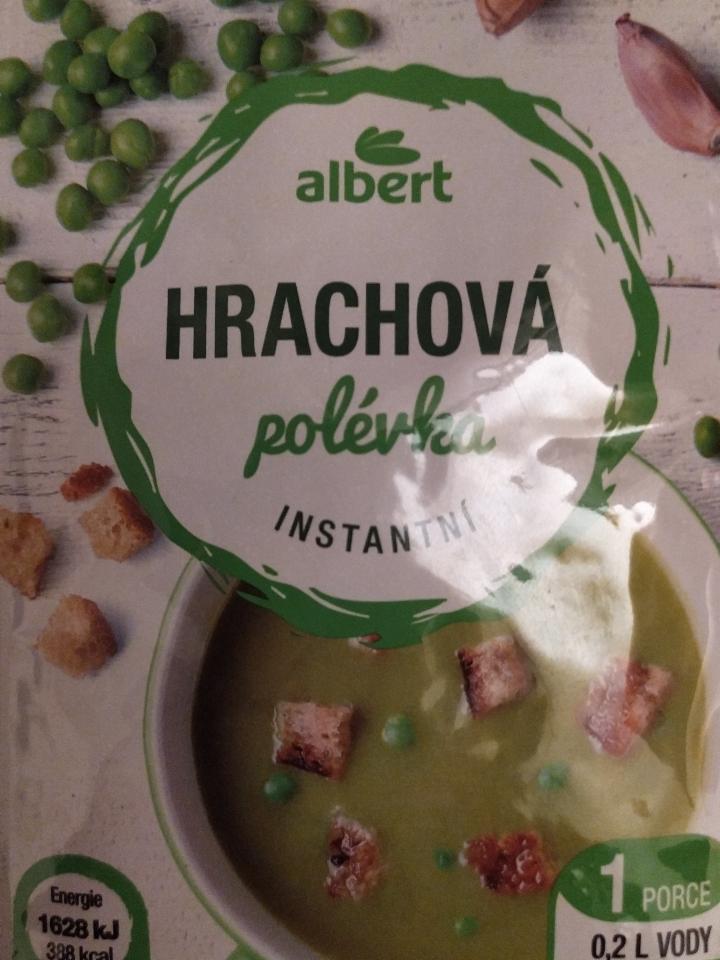 albert
HRACHOVÁ
polévka
INSTANTNÍ
Energie
1628 kJ
388 kcal
1 PORCE
0,2 L VODY